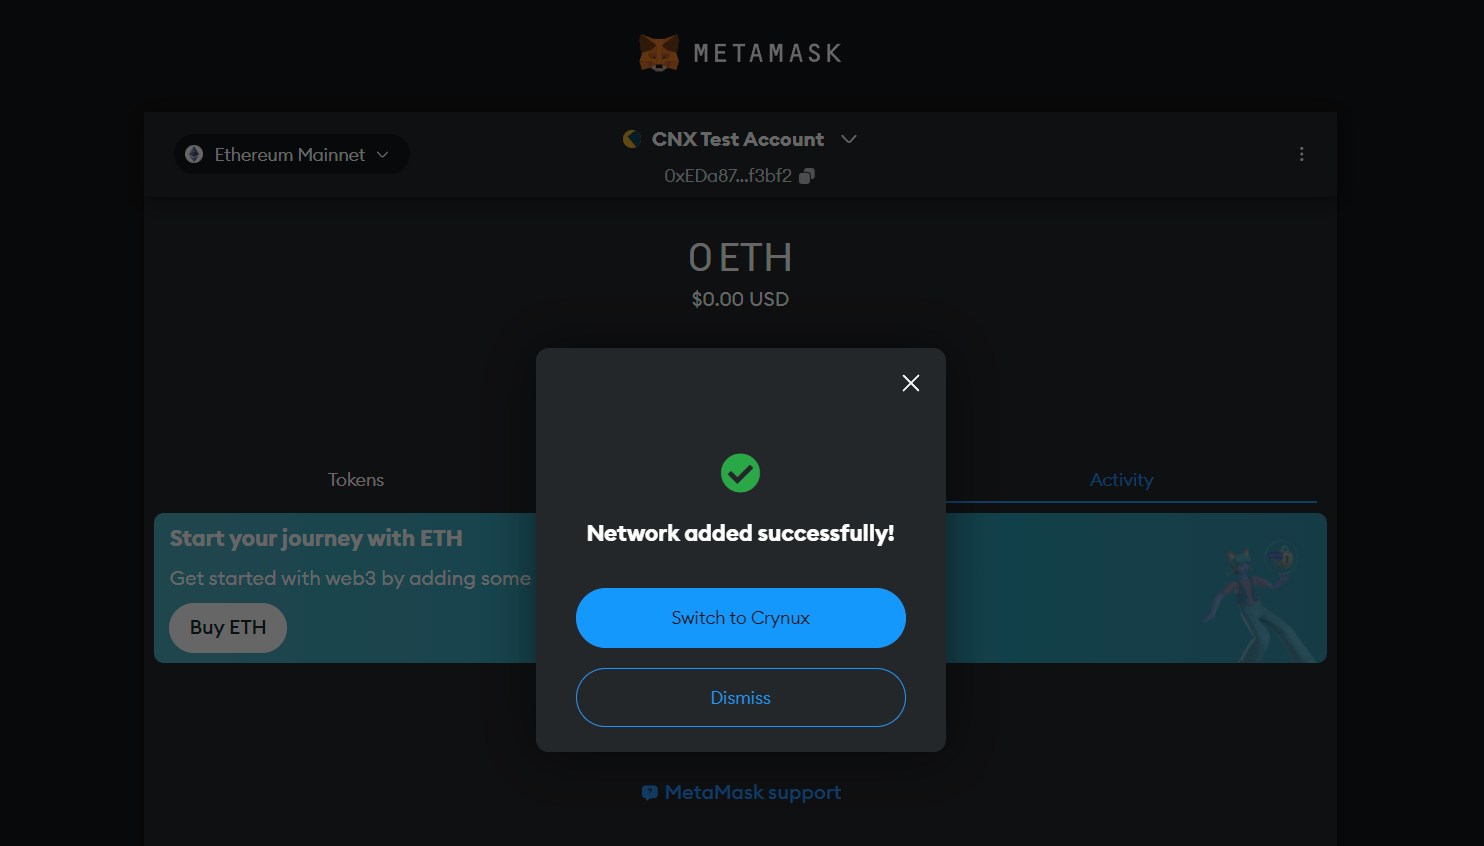 METAMASK
Ethereum Mainnet
CNX Test Account
0xEDa87...f3bf2
0 ETH
$0.00 USD
Tokens
Activity
Start your journey with ETH
Get started with web3 by adding some
Buy ETH
Network added successfully!
Switch to Crynux
Dismiss
MetaMask support